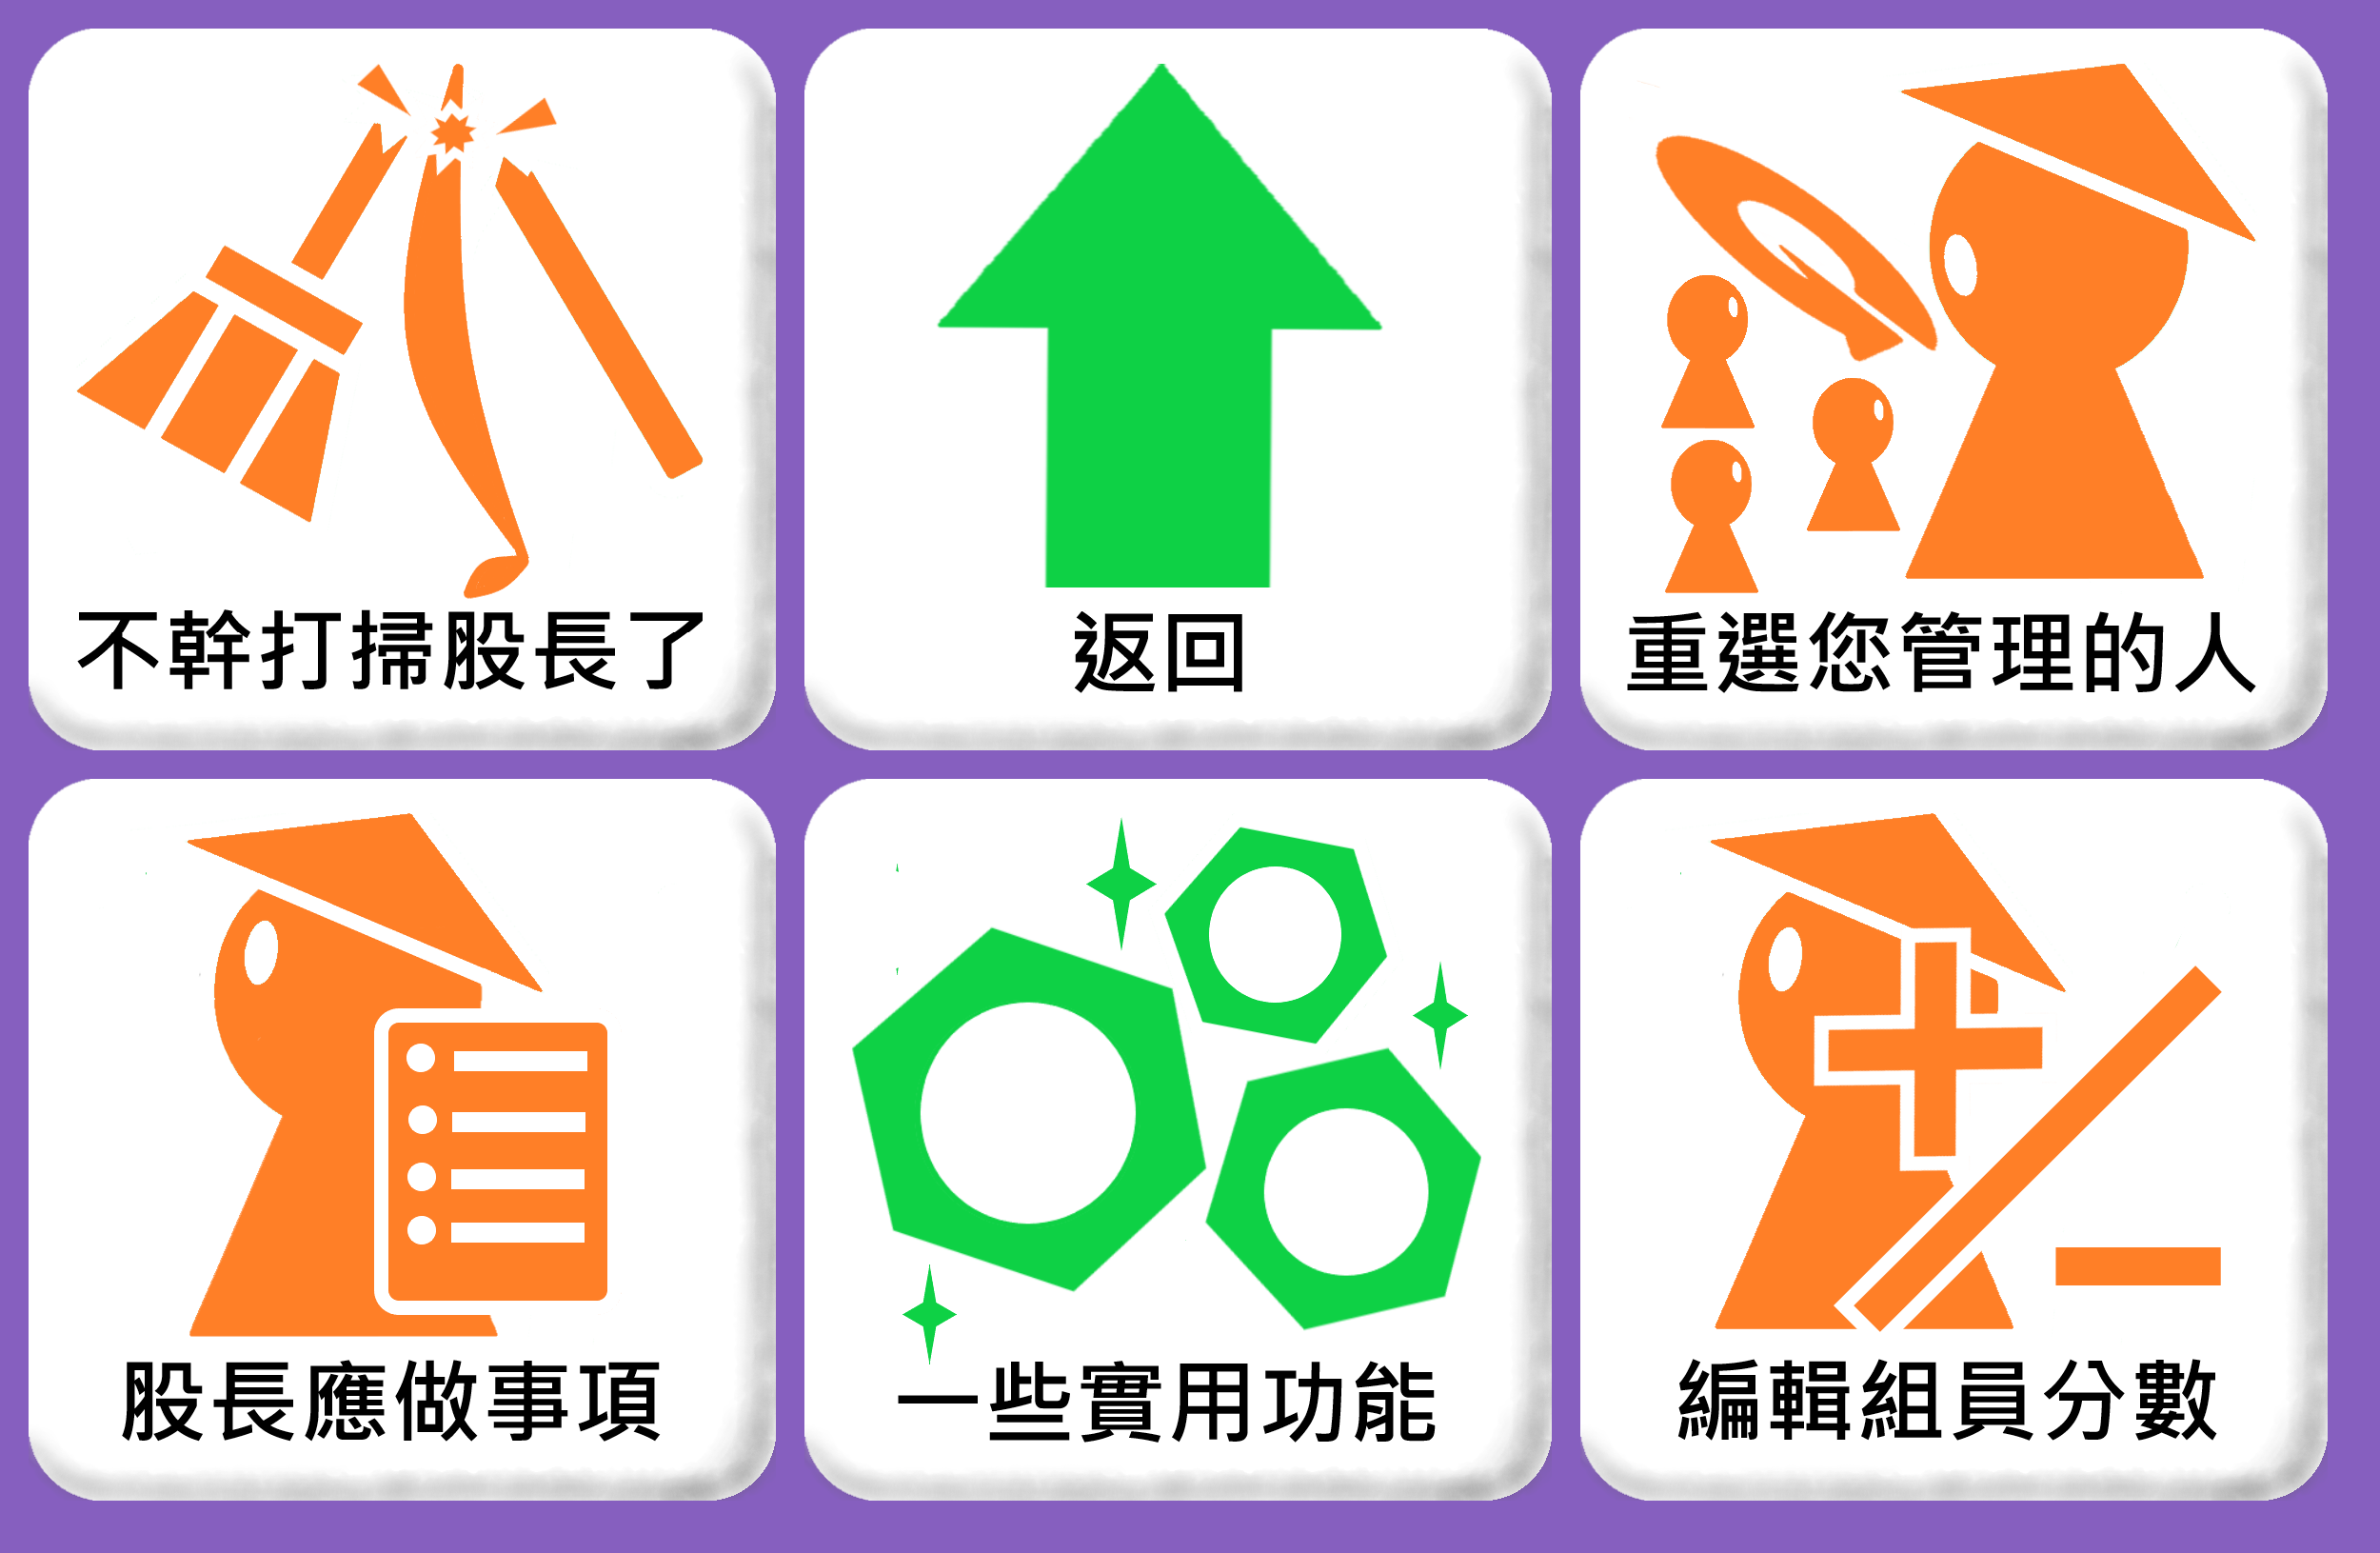 不幹打掃股長了
返回
重選您管理的人
股長應做事項
一些實用功能
編輯組員分數